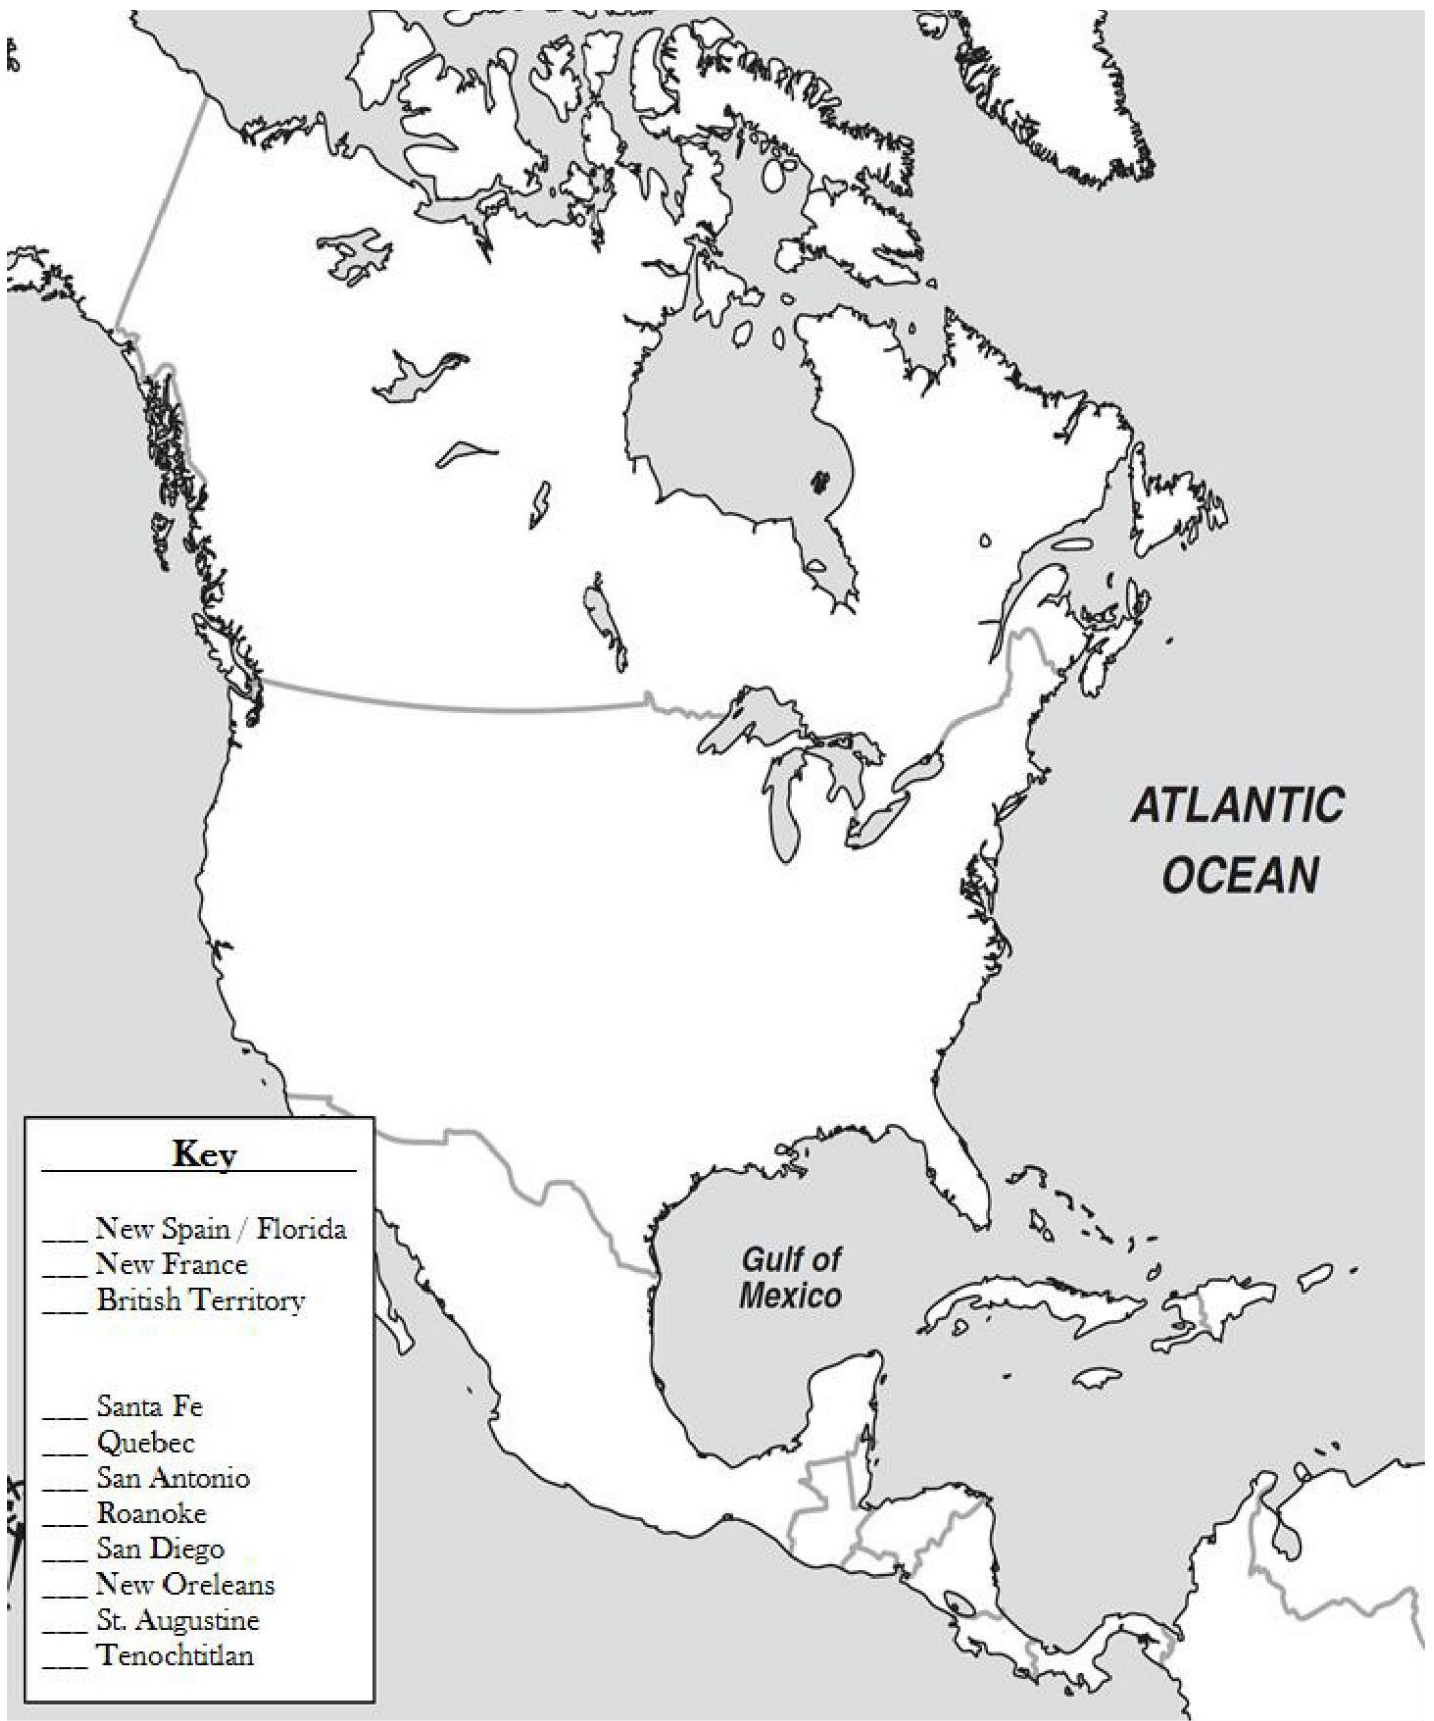 ATLANTIC
OCEAN
Key
Gulf of
Mexico
___ New Spain / Florida
___ New France
___ British Territory
___ Santa Fe
___ Quebec
___ San Antonio
___ Roanoke
___ San Diego
___ New Oreleans
___ St. Augustine
___ Tenochtitlan